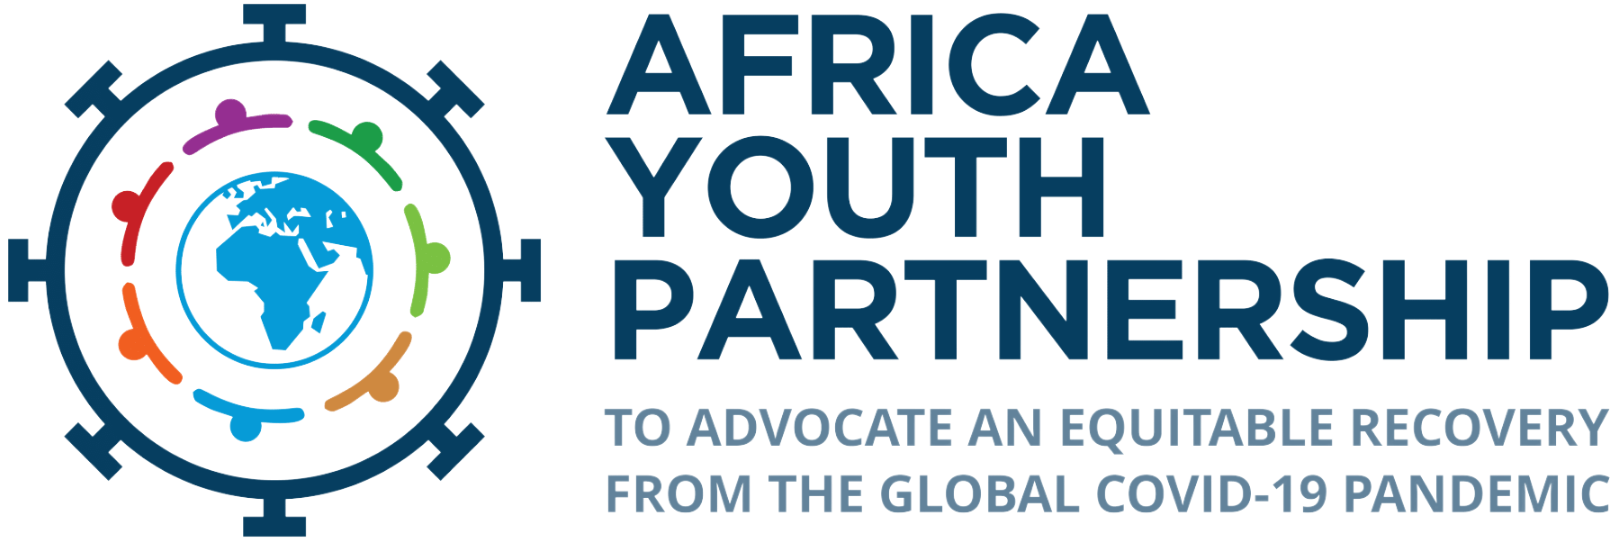 AFRICA
YOUTH
PARTNERSHIP
TO ADVOCATE AN EQUITABLE RECOVERY
FROM THE GLOBAL COVID-19 PANDEMIC